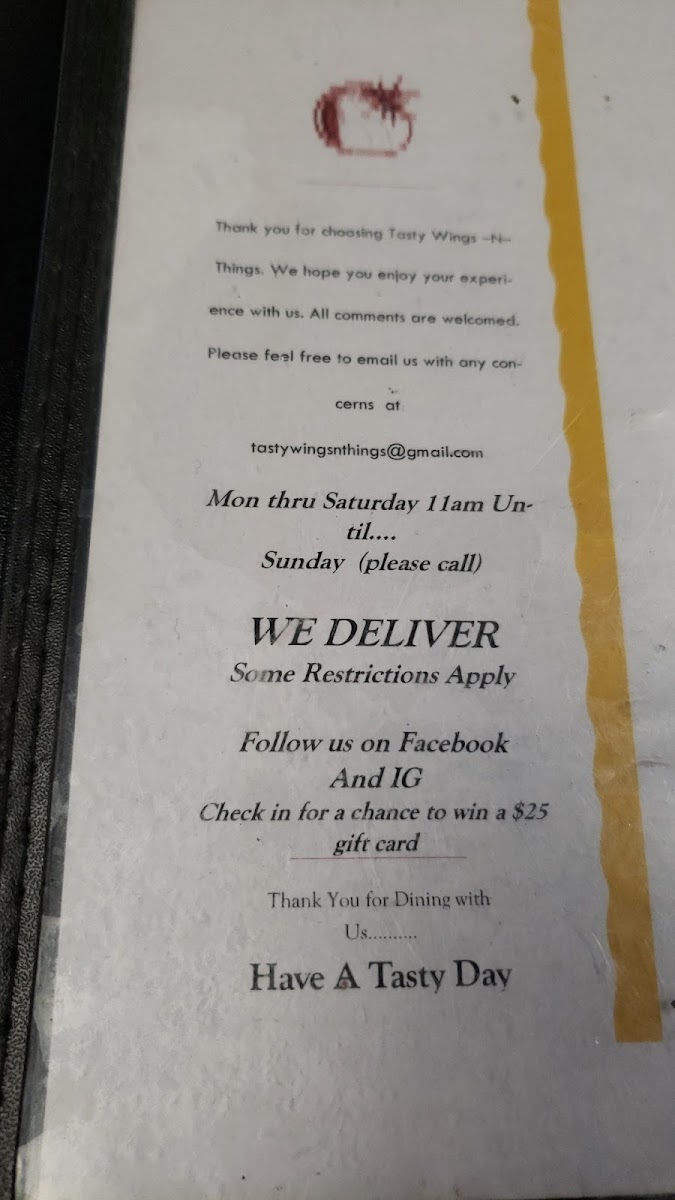 Thank you for choosing Tasty Wings -N-
Things. We hope you enjoy your experi-
ence with us. All comments are welcomed.
Please feel free to email us with any con-
cerns at
tastywingsnthings@gmail.com
Mon thru Saturday 11am Un-
til....
Sunday (please call)
WE DELIVER
Some Restrictions Apply
Follow us on Facebook
And IG
Check in for a chance to win a $25
gift card
Thank You for Dining with
Us..........
Have A Tasty Day